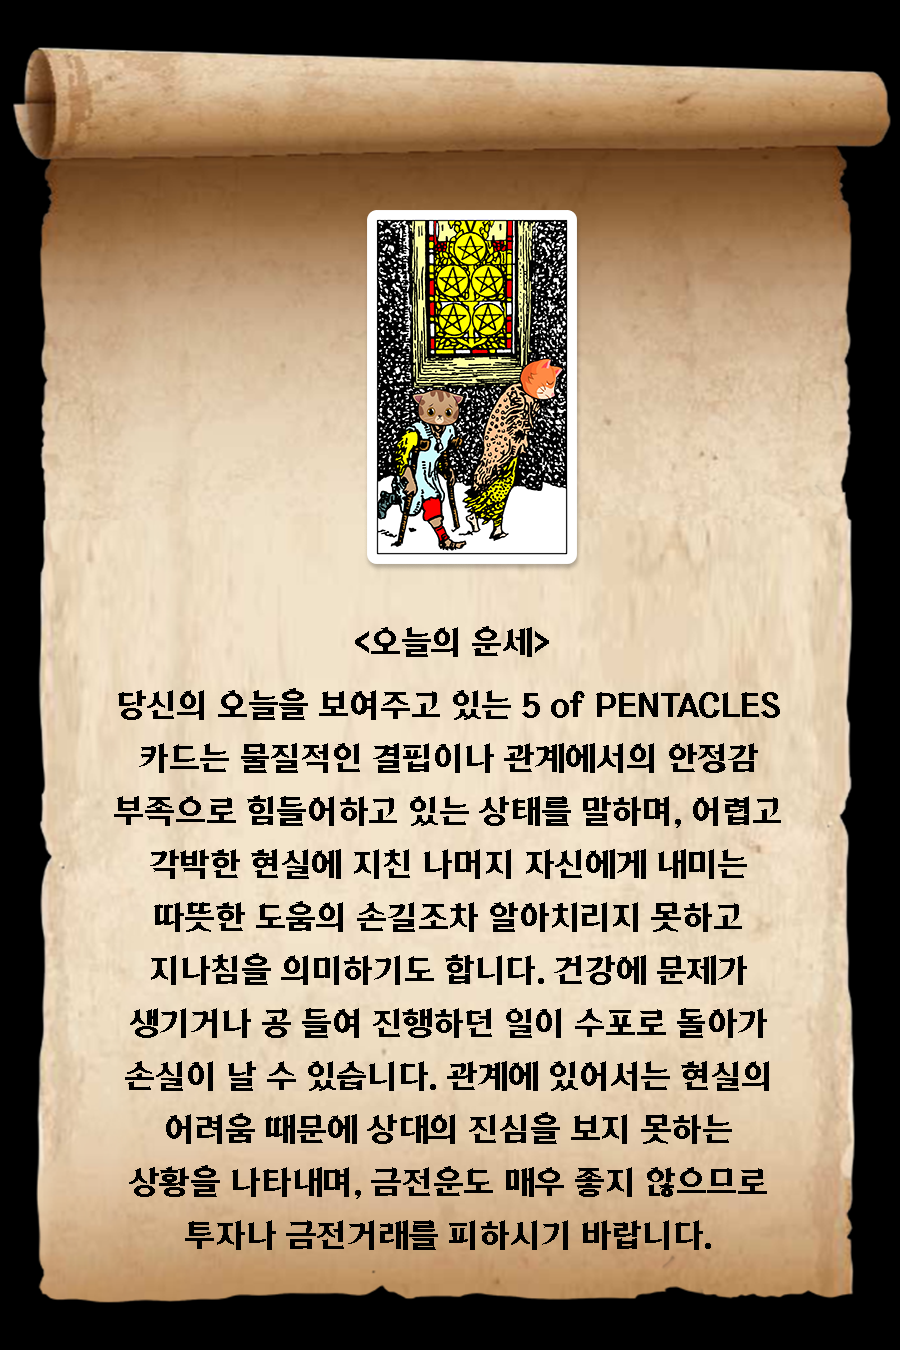 <오늘의 운세>
당신의 오늘을 보여주고 있는 5 of PENTACLES
카드는 물질적인 결핍이나 관계에서의 안정감
부족으로 힘들어하고 있는 상태를 말하며, 어렵고
각박한 현실에 지친 나머지 자신에게 내미는
따뜻한 도움의 손길조차 알아치리지 못하고
지나침을 의미하기도 합니다. 건강에 문제가
생기거나 공 들여 진행하던 일이 수포로 돌아가
손실이 날 수 있습니다. 관계에 있어서는 현실의
어려움 때문에 상대의 진심을 보지 못하는
상황을 나타내며, 금전운도 매우 좋지 않으므로
투자나 금전거래를 피하시기 바랍니다.